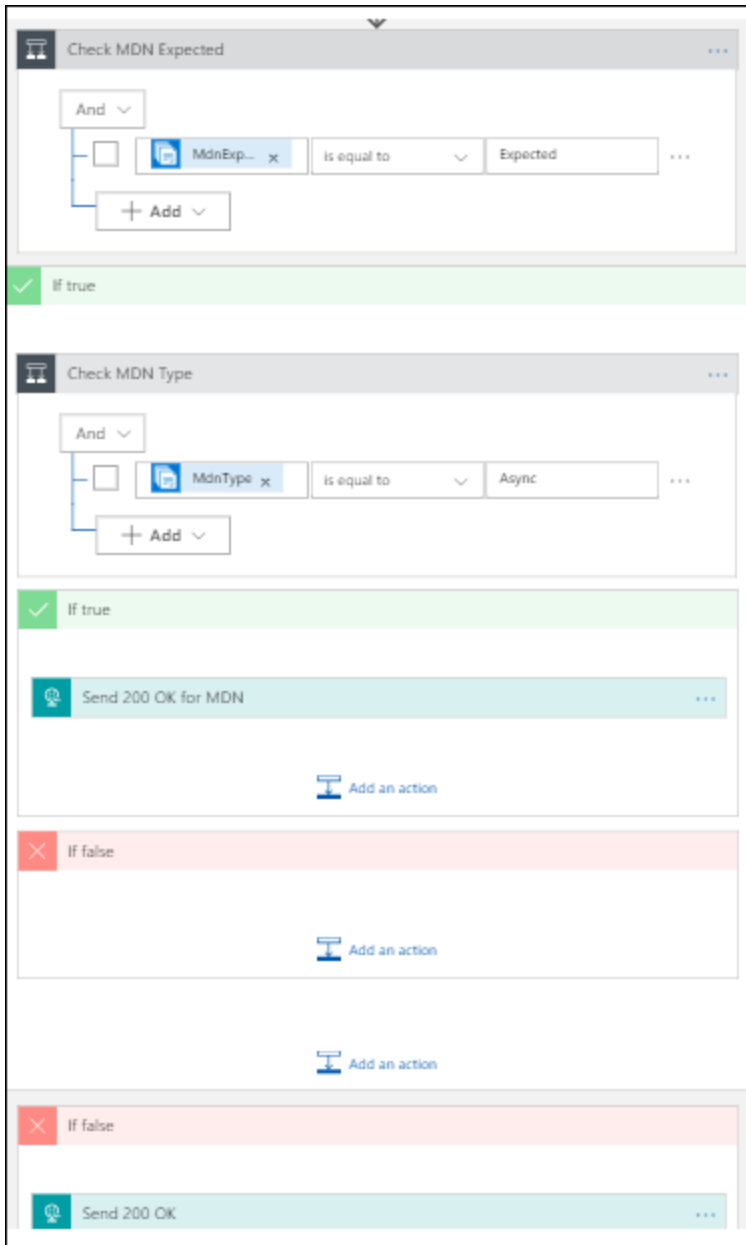 Check MDN Expected
And
MdnExp... is equal to Expected
Add
If true
Check MDN Type
And
MdnType is equal to Async
Add
If true
Send 200 OK for MDN
Add an action
If false
Add an action
Add an action
If false
Send 200 OK